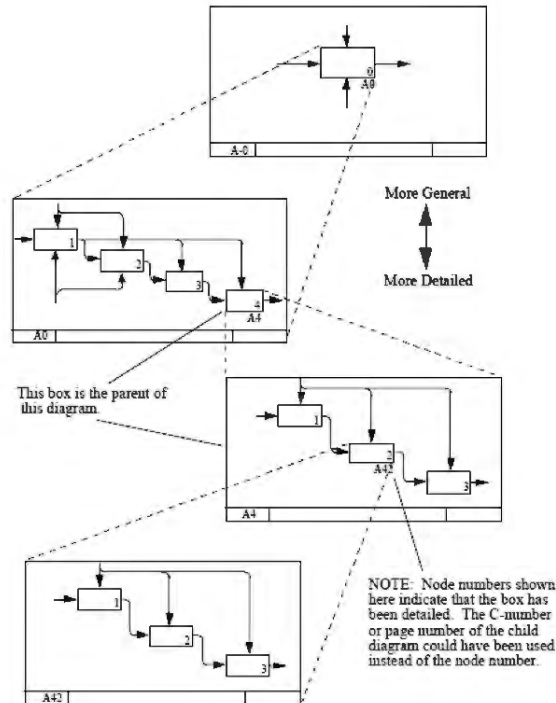 0
A0
A-0
More General
More Detailed
1
2
3
4
A4
A0
This box is the parent of
this diagram.
1
2
A42
3
A4
NOTE: Node numbers shown
here indicate that the box has
been detailed. The C-number
or page number of the child
diagram could have been used
instead of the node number.
1
2
3
A42